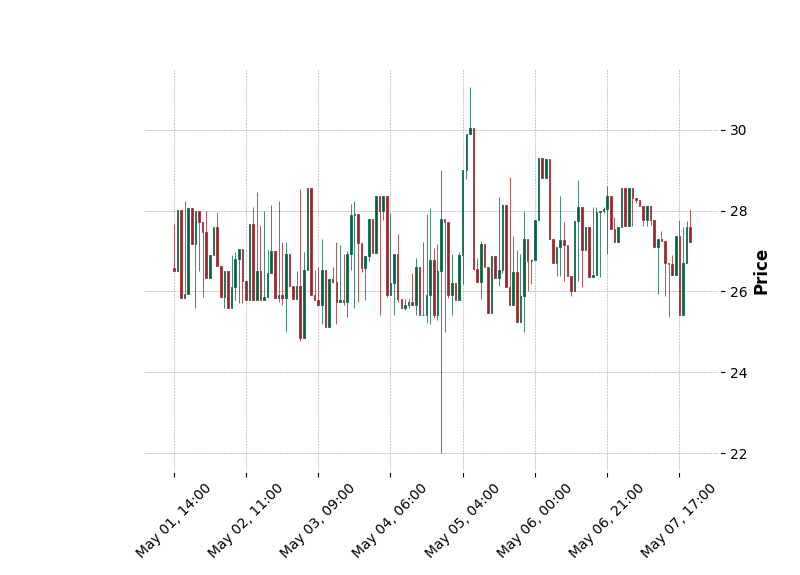 30
28
26
24
22
Price
May 01, 14:00
May 02, 11:00
May 03, 09:00
May 04, 06:00
May 05, 04:00
May 06, 00:00
May 06, 21:00
May 07, 17:00